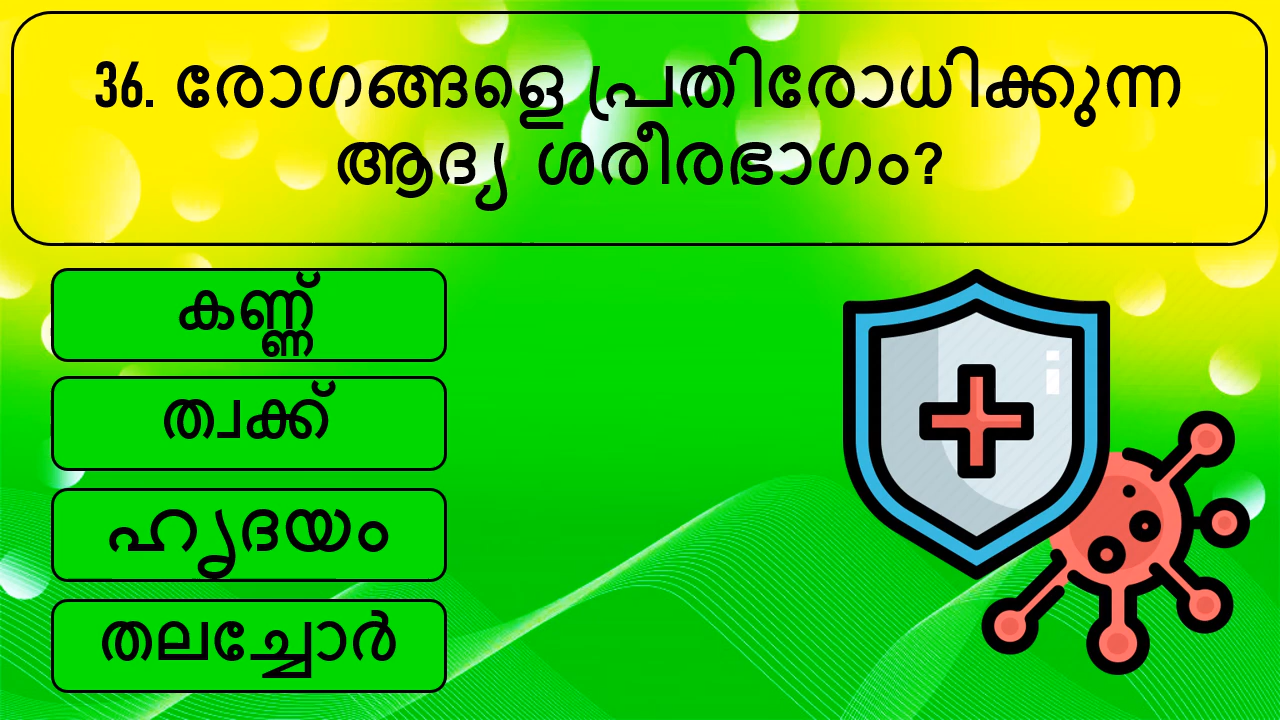 36. രോഗങ്ങളെ പ്രതിരോധിക്കുന്ന
ആദ്യ ശരീരഭാഗം?
കണ്ണ്
ത്വക്ക്
ഹൃദയം
തലച്ചോർ